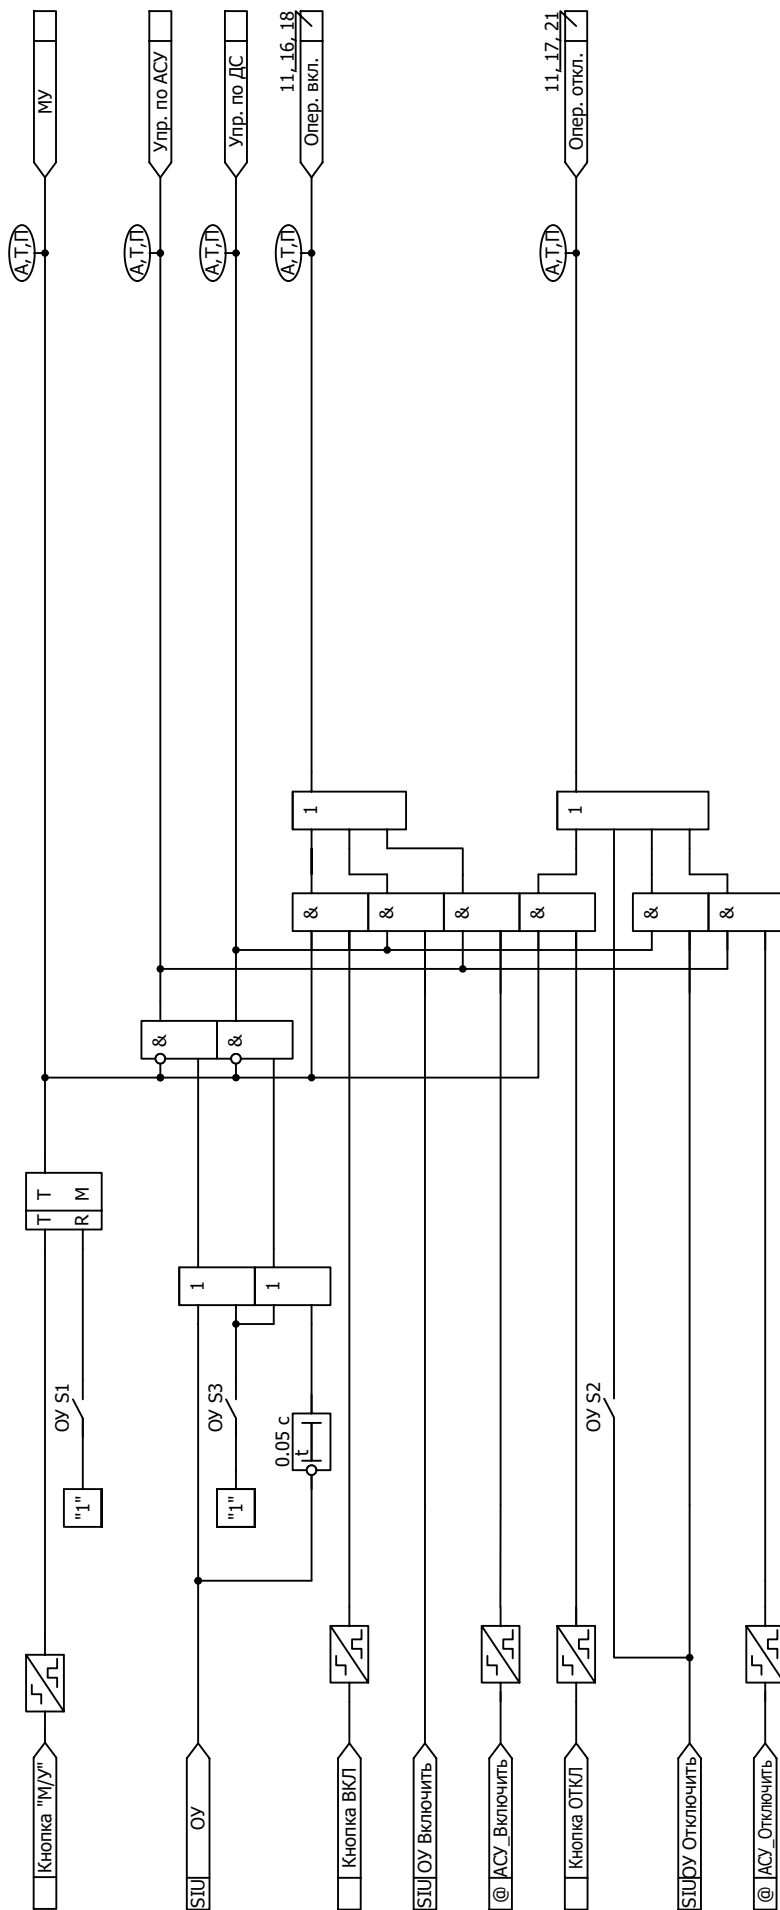 МУ
Упр. по АСУ
Упр. по ДС
11, 16, 18
Опер. вкл.
11, 17, 21
Опер. откл.
А,Т,П
А,Т,П
А,Т,П
А,Т,П
А,Т,П
1
1
&
&
&
&
&
&
&
&
T
T
R
M
1
1
ОУ S1
"1"
ОУ S3
"1"
0.05 с
t
ОУ S2
Кнопка "М/У"
SIU
ОУ
Кнопка ВКЛ
SIU
ОУ Включить
@
АСУ_Включить
Кнопка ОТКЛ
SIU
ОУ Отключить
@
АСУ_Отключить